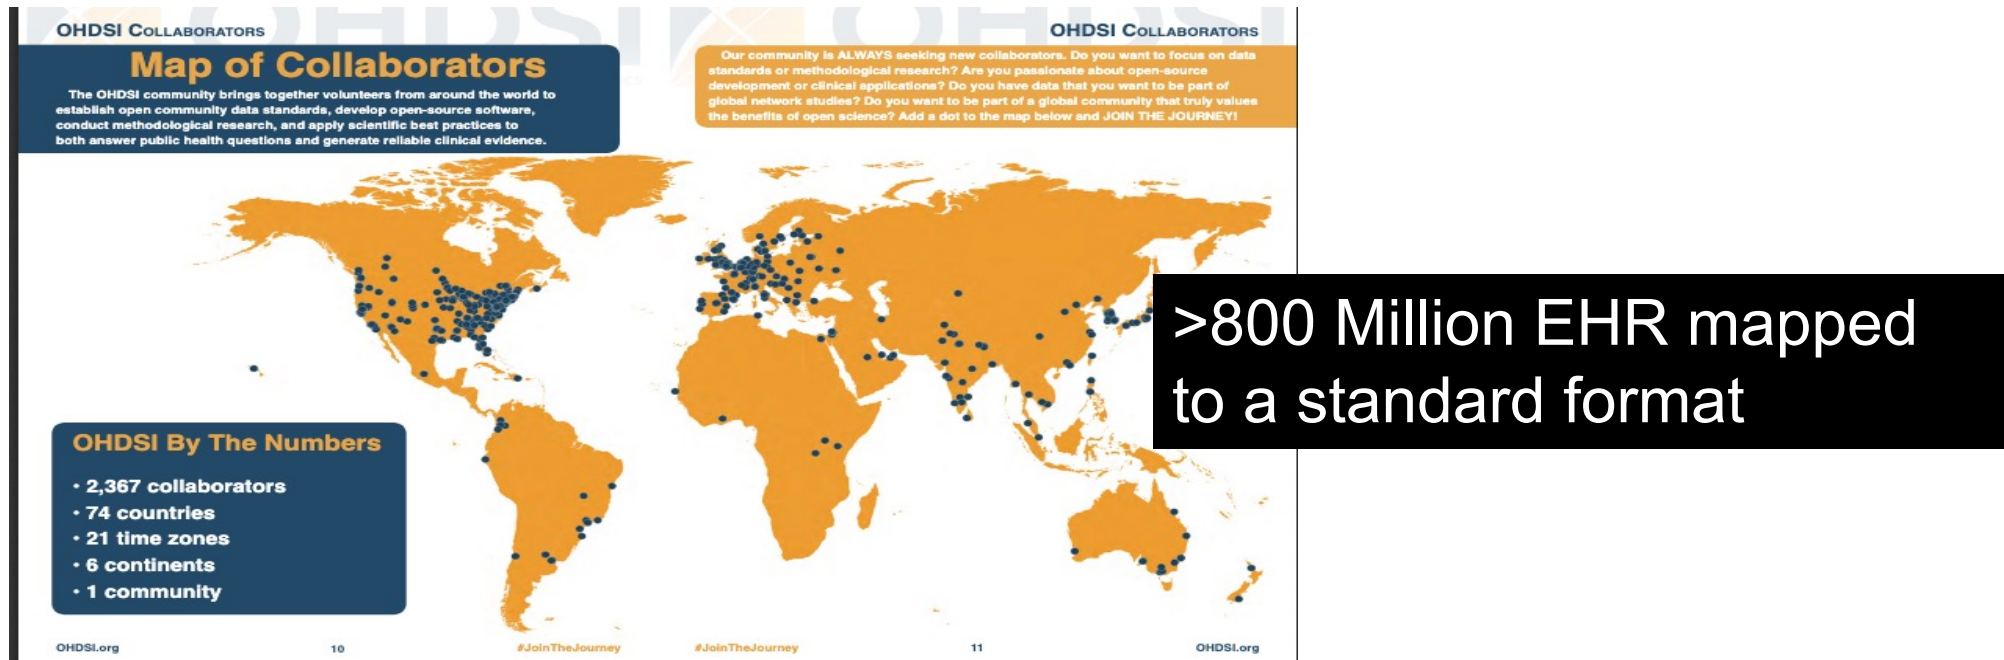 OHDSI COLLABORATORS
Map of Collaborators
The OHDSI community brings together volunteers from around the world to
establish open community data standards, develop open-source software,
conduct methodological research, and apply scientific best practices to
both answer public health questions and generate reliable clinical evidence.
OHDSI COLLABORATORS
Our community is ALWAYS seeking new collaborators. Do you want to focus on data
standards or methodological research? Are you passionate about open-source
development or clinical applications? Do you have data that you want to be part of
global network studies? Do you want to be part of a global community that truly values
the benefits of open science? Add a dot to the map below and JOIN THE JOURNEY!
>800 Million EHR mapped
to a standard format
OHDSI By The Numbers
• 2,367 collaborators
• 74 countries
• 21 time zones
• 6 continents
• 1 community
OHDSI.org
10
#JoinTheJourney
#JoinTheJourney
11
OHDSI.org